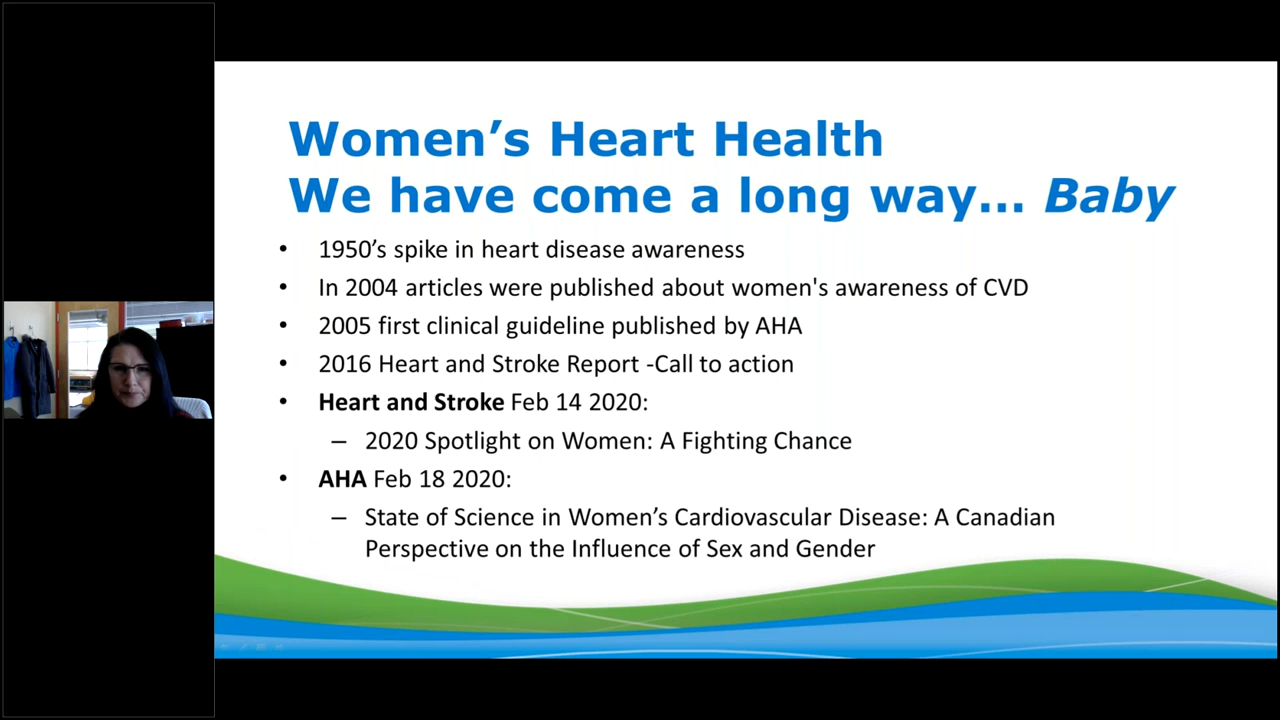 Women’s Heart Health
We have come a long way... Baby
• 1950’s spike in heart disease awareness
• In 2004 articles were published about women's awareness of CVD
• 2005 first clinical guideline published by AHA
• 2016 Heart and Stroke Report -Call to action
• Heart and Stroke Feb 14 2020:
– 2020 Spotlight on Women: A Fighting Chance
• AHA Feb 18 2020:
– State of Science in Women’s Cardiovascular Disease: A Canadian
Perspective on the Influence of Sex and Gender